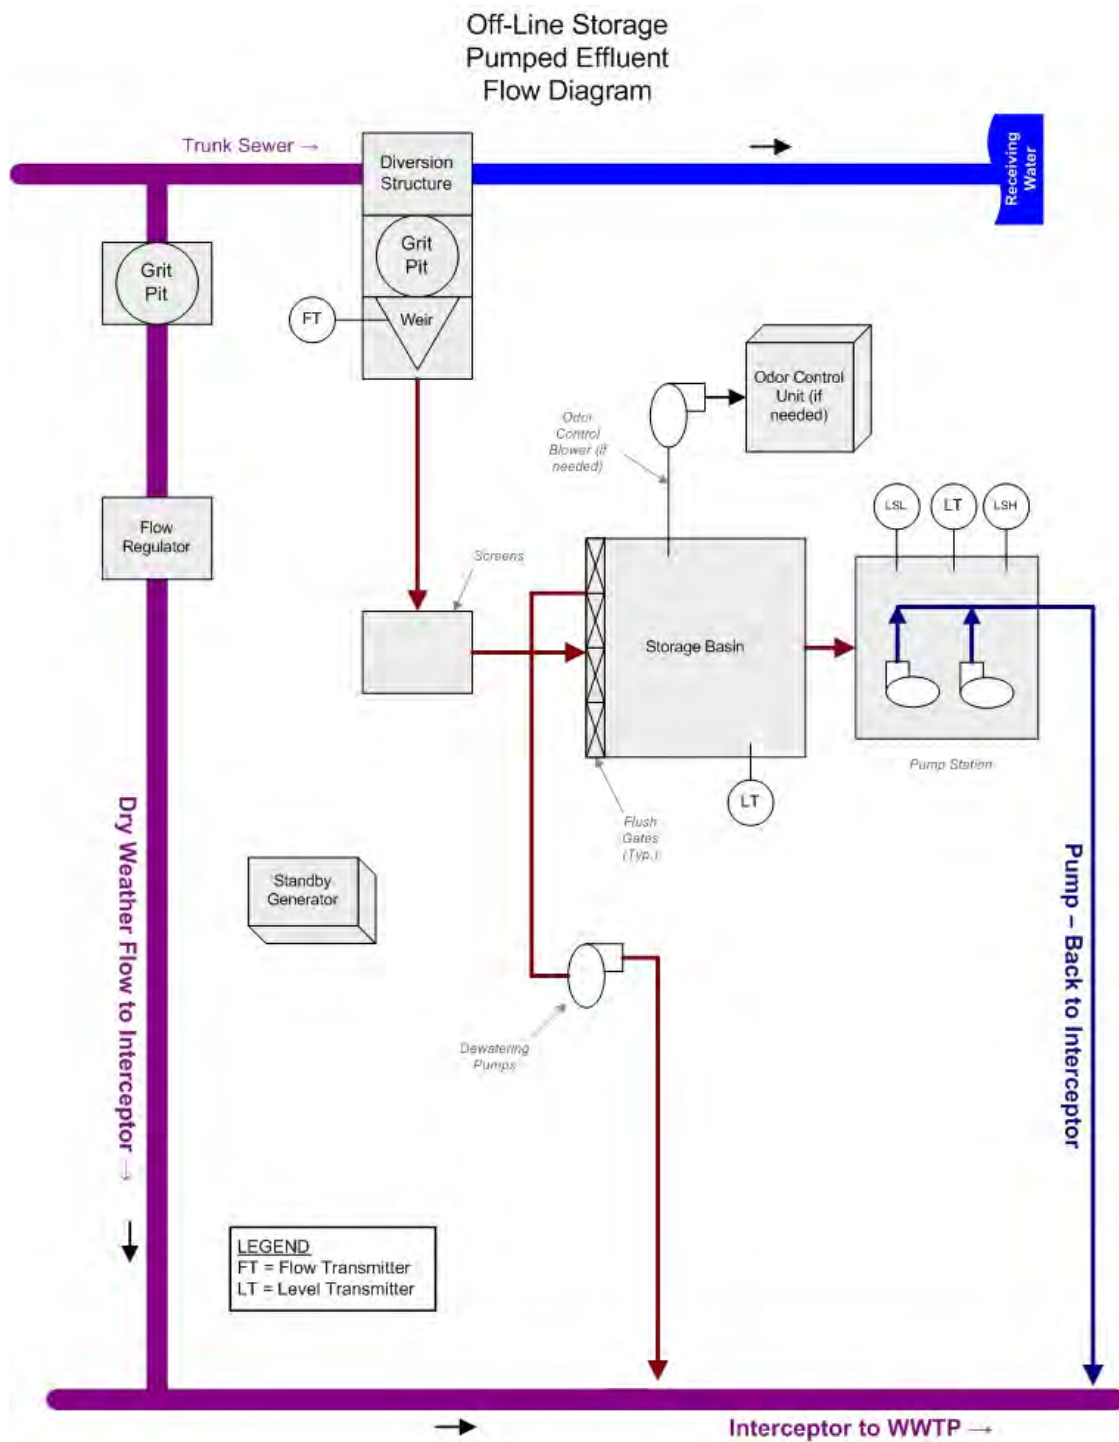 Off-Line Storage
Pumped Effluent
Flow Diagram
Trunk Sewer →
Diversion
Structure
Receiving
Water
Grit
Pit
Grit
Pit
FT
Weir
Odor Control
Unit (if
needed)
Odor
Control
Blower (if
needed)
LSL
LT
LSH
Flow
Regulator
Screens
Storage Basin
Pump Station
LT
Flush
Gates
(Typ.)
Dry Weather Flow to Interceptor →
Standby
Generator
Pump – Back to Interceptor
Dewatering
Pumps
LEGEND
FT = Flow Transmitter
LT = Level Transmitter
Interceptor to WWTP →